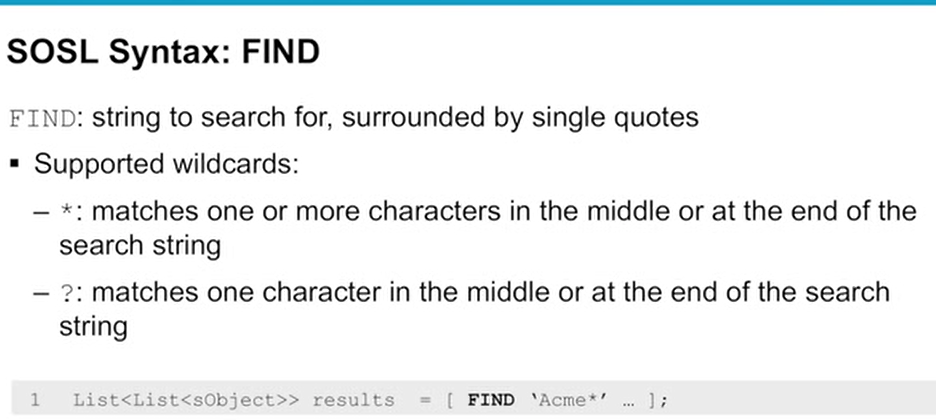 SOSL Syntax: FIND
FIND: string to search for, surrounded by single quotes
▪ Supported wildcards:
– *: matches one or more characters in the middle or at the end of the
search string
– ?: matches one character in the middle or at the end of the search
string
1 List<List<sObject>> results = [ FIND ‘Acme*’ … ];